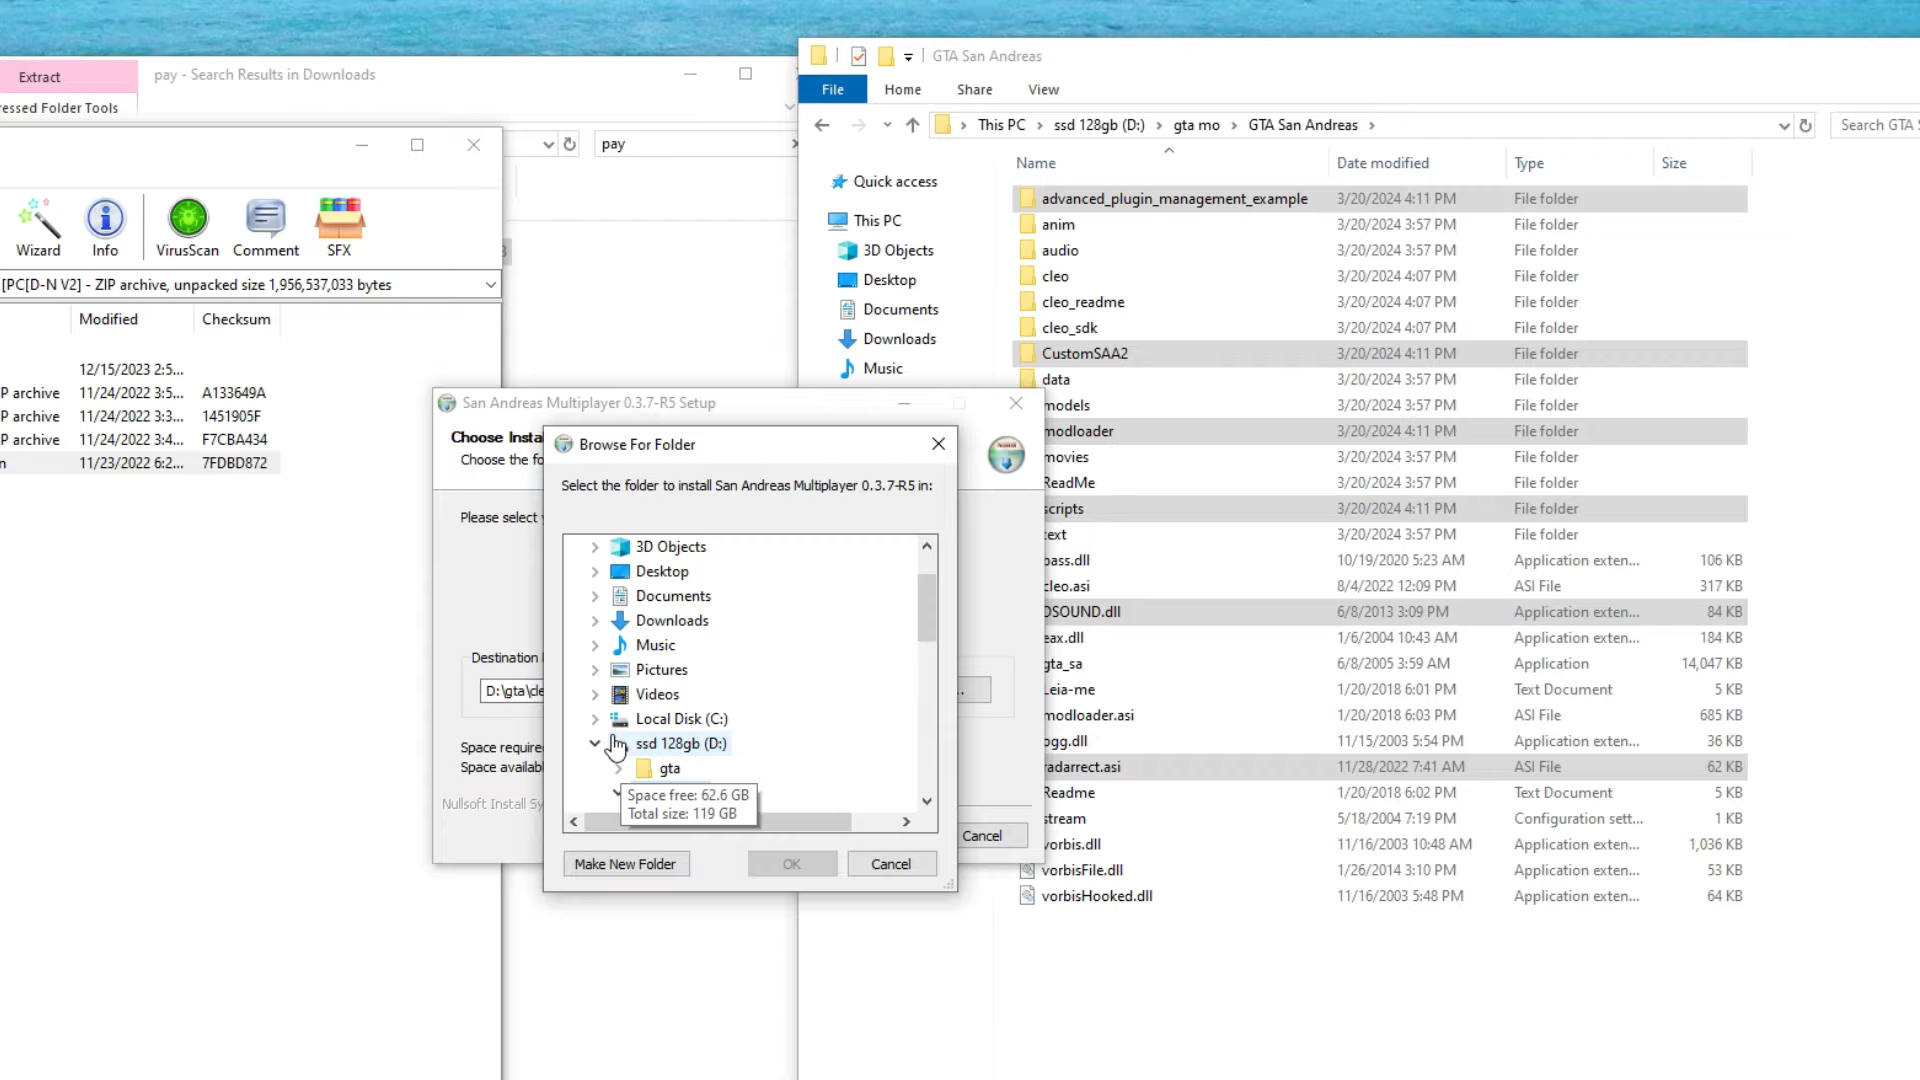 Extract
pay - Search Results in Downloads
ressed Folder Tools
pay
Wizard
Info
VirusScan
Comment
SFX
[PC[D-N V2] - ZIP archive, unpacked size 1,956,537,033 bytes
Modified
Checksum
12/15/2023 2:5...
P archive 11/24/2022 3:5... A133649A
P archive 11/24/2022 3:3... 1451905F
P archive 11/24/2022 3:4... F7CBA434
n 11/23/2022 6:2... 7FDBD872
GTA San Andreas
File
Home
Share
View
This PC
ssd 128gb (D:)
gta mo
GTA San Andreas
Search GTA
Quick access
This PC
3D Objects
Desktop
Documents
Downloads
Music
Name Date modified Type Size
advanced_plugin_management_example 3/20/2024 4:11 PM File folder
anim 3/20/2024 3:57 PM File folder
audio 3/20/2024 3:57 PM File folder
cleo 3/20/2024 4:07 PM File folder
cleo_readme 3/20/2024 4:07 PM File folder
cleo_sdk 3/20/2024 4:07 PM File folder
CustomSAA2 3/20/2024 4:11 PM File folder
data 3/20/2024 3:57 PM File folder
models 3/20/2024 3:57 PM File folder
modloader 3/20/2024 4:11 PM File folder
movies 3/20/2024 3:57 PM File folder
ReadMe 3/20/2024 3:57 PM File folder
scripts 3/20/2024 4:11 PM File folder
text 3/20/2024 3:57 PM File folder
bass.dll 10/19/2020 5:23 AM Application exten... 106 KB
cleo.asi 8/4/2022 12:09 PM ASI File 317 KB
DSOUND.dll 6/8/2013 3:09 PM Application exten... 84 KB
eax.dll 1/6/2004 10:43 AM Application exten... 184 KB
gta_sa 6/8/2005 3:59 AM Application 14,047 KB
Leia-me 1/20/2018 6:01 PM Text Document 5 KB
modloader.asi 1/20/2018 6:03 PM ASI File 685 KB
ogg.dll 11/15/2003 5:54 PM Application exten... 36 KB
radarrect.asi 11/28/2022 7:41 AM ASI File 62 KB
Readme 1/20/2018 6:02 PM Text Document 5 KB
stream 5/18/2004 7:19 PM Configuration sett... 1 KB
vorbis.dll 11/16/2003 10:48 AM Application exten... 1,036 KB
vorbisFile.dll 1/26/2014 3:10 PM Application exten... 53 KB
vorbisHooked.dll 11/16/2003 5:48 PM Application exten... 64 KB
San Andreas Multiplayer 0.3.7-R5 Setup
Choose Insta
Choose the fo
Please select
Destination
D:\gta\cle
Space require
Space availab
Nullsoft Install Sy
Cancel
Browse For Folder
Select the folder to install San Andreas Multiplayer 0.3.7-R5 in:
3D Objects
Desktop
Documents
Downloads
Music
Pictures
Videos
Local Disk (C:)
ssd 128gb (D:)
gta
Space free: 62.6 GB
Total size: 119 GB
Make New Folder
OK
Cancel